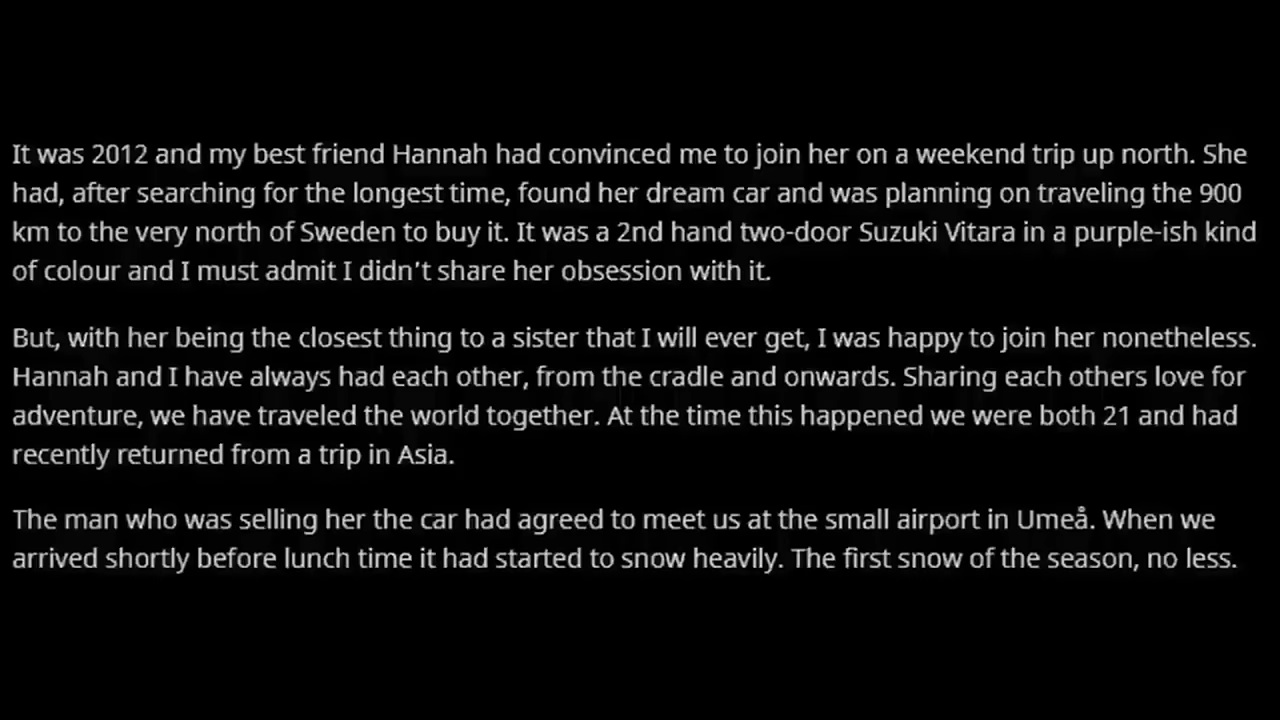 It was 2012 and my best friend Hannah had convinced me to join her on a weekend trip up north. She
had, after searching for the longest time, found her dream car and was planning on traveling the 900
km to the very north of Sweden to buy it. It was a 2nd hand two-door Suzuki Vitara in a purple-ish kind
of colour and I must admit I didn't share her obsession with it.
But, with her being the closest thing to a sister that I will ever get, I was happy to join her nonetheless.
Hannah and I have always had each other, from the cradle and onwards. Sharing each others love for
adventure, we have traveled the world together. At the time this happened we were both 21 and had
recently returned from a trip in Asia.
The man who was selling her the car had agreed to meet us at the small airport in Umeå. When we
arrived shortly before lunch time it had started to snow heavily. The first snow of the season, no less.